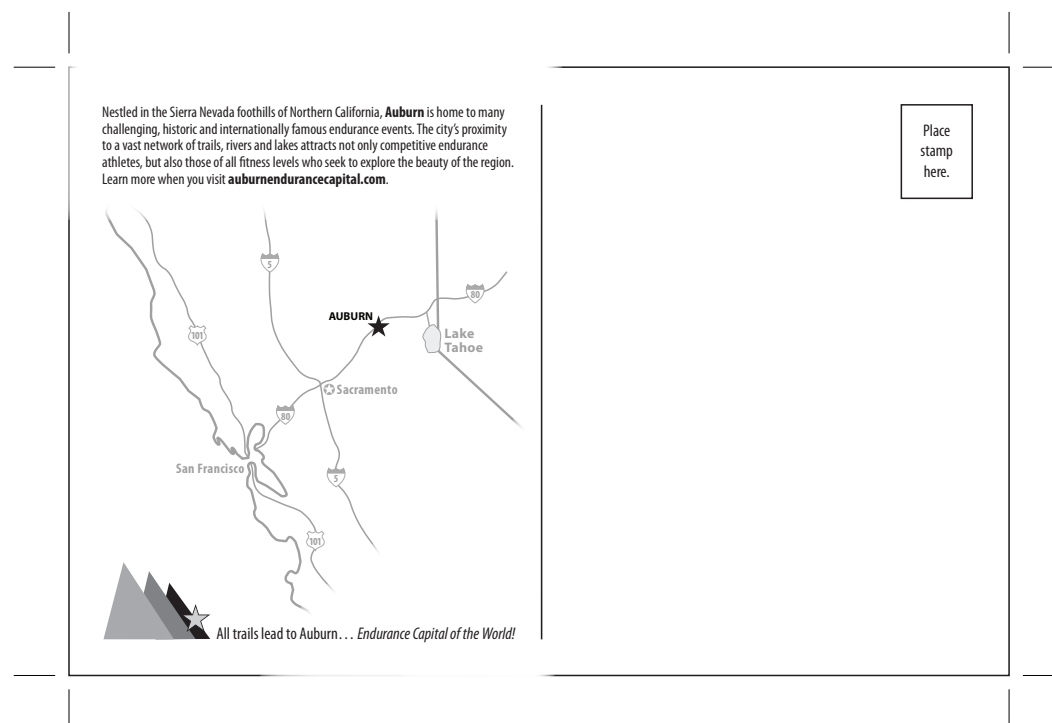 Nestled in the Sierra Nevada foothills of Northern California, Auburn is home to many
challenging, historic and internationally famous endurance events. The city’s proximity
to a vast network of trails, rivers and lakes attracts not only competitive endurance
athletes, but also those of all fitness levels who seek to explore the beauty of the region.
Learn more when you visit auburnendurancecapital.com.
Place
stamp
here.
5
80
AUBURN
101
Lake
Tahoe
Sacramento
80
San Francisco
5
101
All trails lead to Auburn… Endurance Capital of the World!